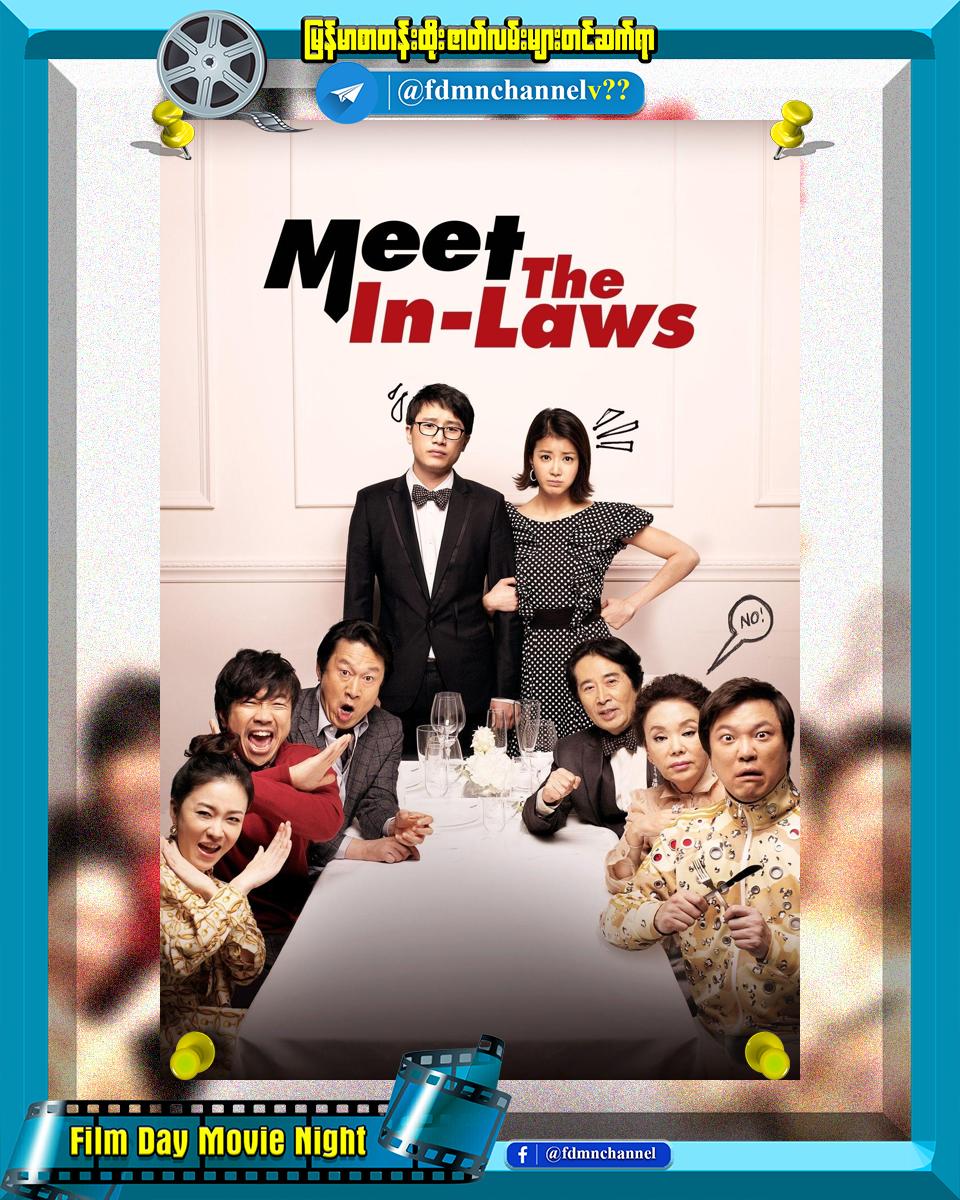 မြန်မာစာတန်းထိုးဇာတ်လမ်းများတင်ဆက်ရာ
@fdmnchannelv??
Meet
The
In-Laws
NO!
Film Day Movie Night
f @fdmnchannel